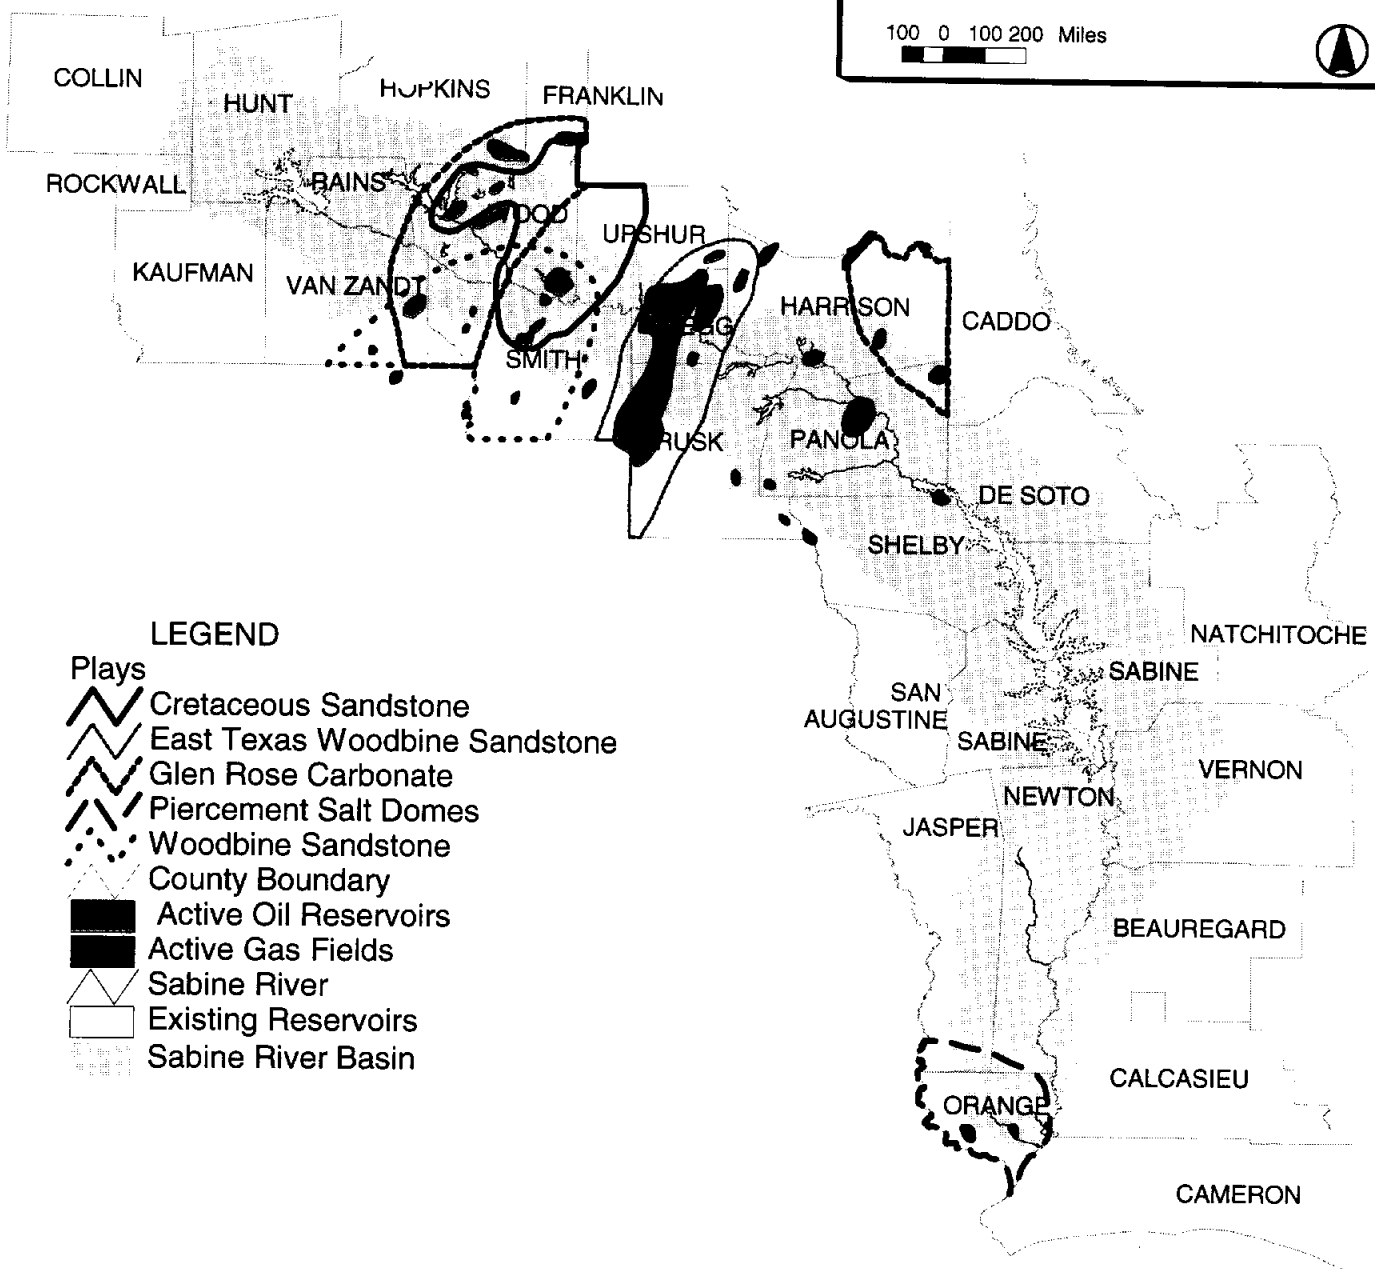 100 0 100 200 Miles
COLLIN
HUNT
HOPKINS
FRANKLIN
ROCKWALL
RAINS
WOOD
UPSHUR
KAUFMAN
VAN ZANDT
HARRISON
CADDO
GREGG
SMITH
RUSK
PANOLA
DE SOTO
SHELBY
LEGEND
Plays
Cretaceous Sandstone
East Texas Woodbine Sandstone
Glen Rose Carbonate
Piercement Salt Domes
Woodbine Sandstone
County Boundary
Active Oil Reservoirs
Active Gas Fields
Sabine River
Existing Reservoirs
Sabine River Basin
NATCHITOCHE
SABINE
SAN
AUGUSTINE
SABINE
VERNON
NEWTON
JASPER
BEAUREGARD
CALCASIEU
ORANGE
CAMERON